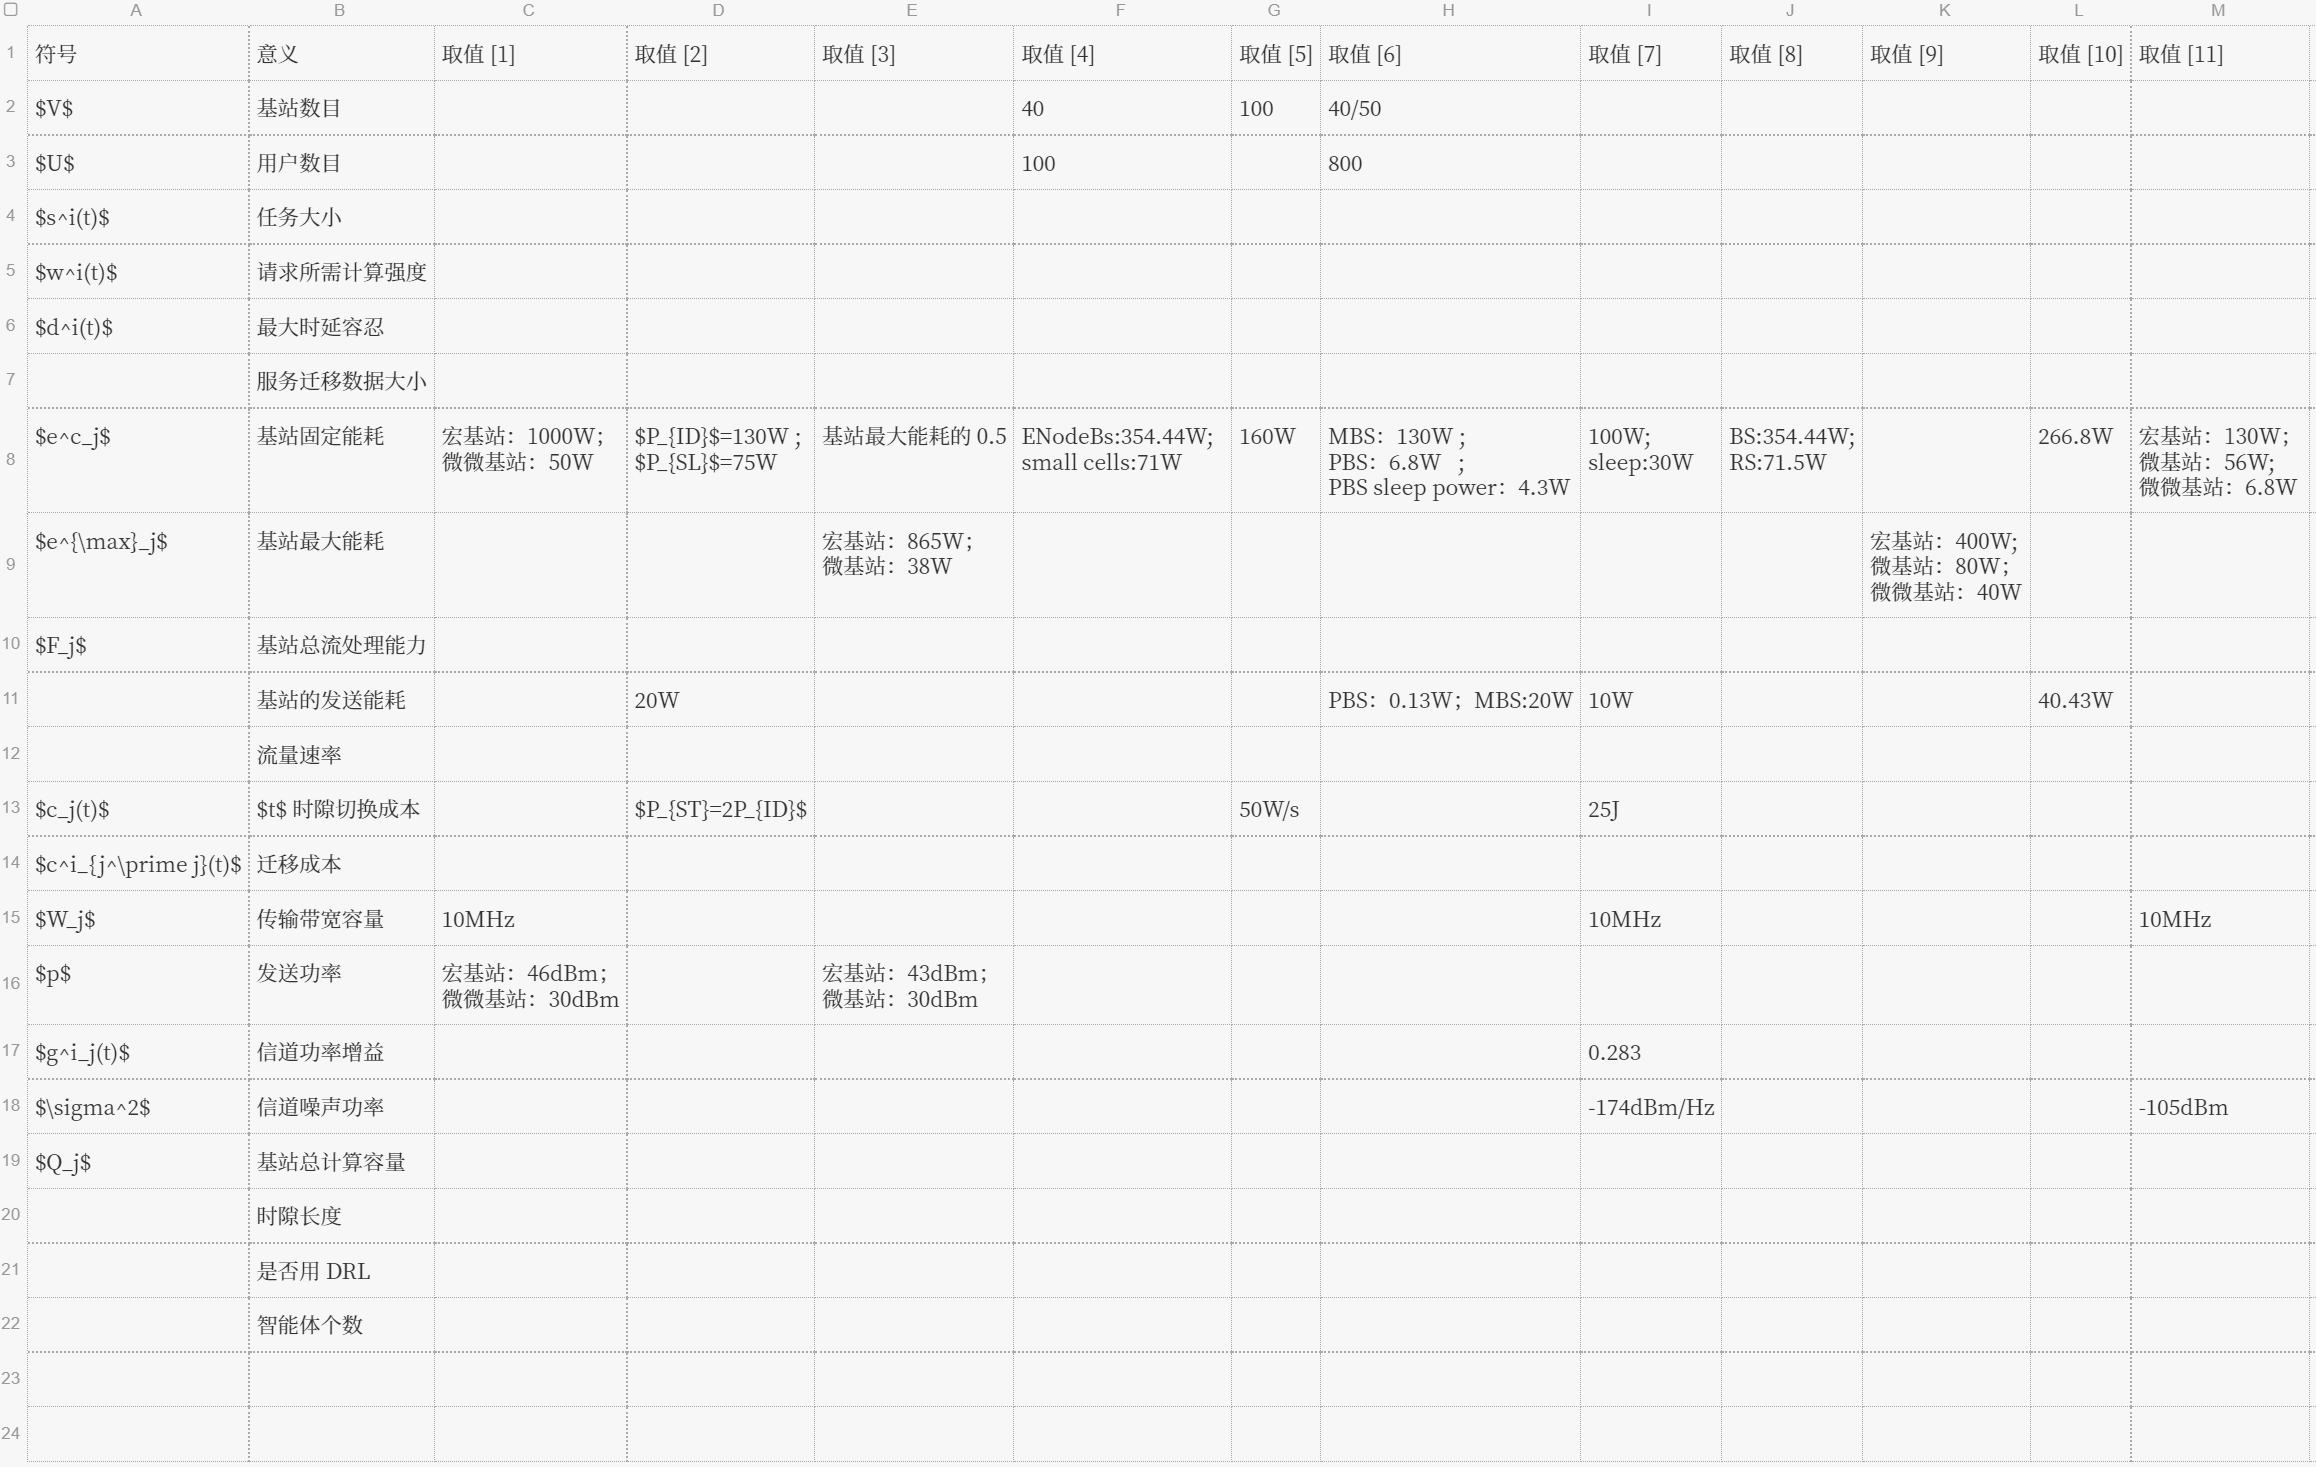 A B C D E F G H I J K L M
1 符号 意义 取值 [1] 取值 [2] 取值 [3] 取值 [4] 取值 [5] 取值 [6] 取值 [7] 取值 [8] 取值 [9] 取值 [10] 取值 [11]
2 $V$ 基站数目 40 100 40/50
3 $U$ 用户数目 100 800
4 $s^i(t)$ 任务大小
5 $w^i(t)$ 请求所需计算强度
6 $d^i(t)$ 最大时延容忍
7 服务迁移数据大小
8 $e^c_j$ 基站固定能耗 宏基站：1000W； $P_{ID}$=130W ; 基站最大能耗的 0.5 ENodeBs:354.44W; 160W MBS：130W ; 100W; BS:354.44W; 266.8W 宏基站：130W；
微微基站：50W $P_{SL}$=75W small cells:71W PBS：6.8W ; sleep:30W RS:71.5W 微基站：56W;
PBS sleep power：4.3W 微微基站：6.8W
9 $e^{\max}_j$ 基站最大能耗 宏基站：865W； 宏基站：400W;
微基站：38W 微基站：80W；
微微基站：40W
10 $F_j$ 基站总流处理能力
11 基站的发送能耗 20W PBS：0.13W；MBS:20W 10W 40.43W
12 流量速率
13 $c_j(t)$ $t$ 时隙切换成本 $P_{ST}=2P_{ID}$ 50W/s 25J
14 $c^i_{j^\prime j}(t)$ 迁移成本
15 $W_j$ 传输带宽容量 10MHz 10MHz 10MHz
16 $p$ 发送功率 宏基站：46dBm； 宏基站：43dBm；
微微基站：30dBm 微基站：30dBm
17 $g^i_j(t)$ 信道功率增益 0.283
18 $\sigma^2$ 信道噪声功率 -174dBm/Hz -105dBm
19 $Q_j$ 基站总计算容量
20 时隙长度
21 是否用 DRL
22 智能体个数
23
24